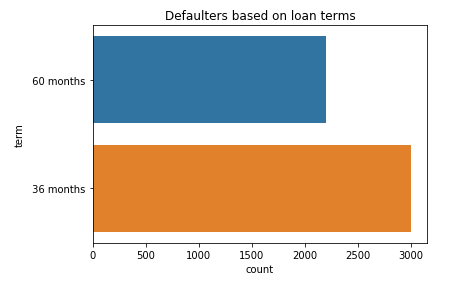 Defaulters based on loan terms
60 months
36 months
term
0 500 1000 1500 2000 2500 3000
count